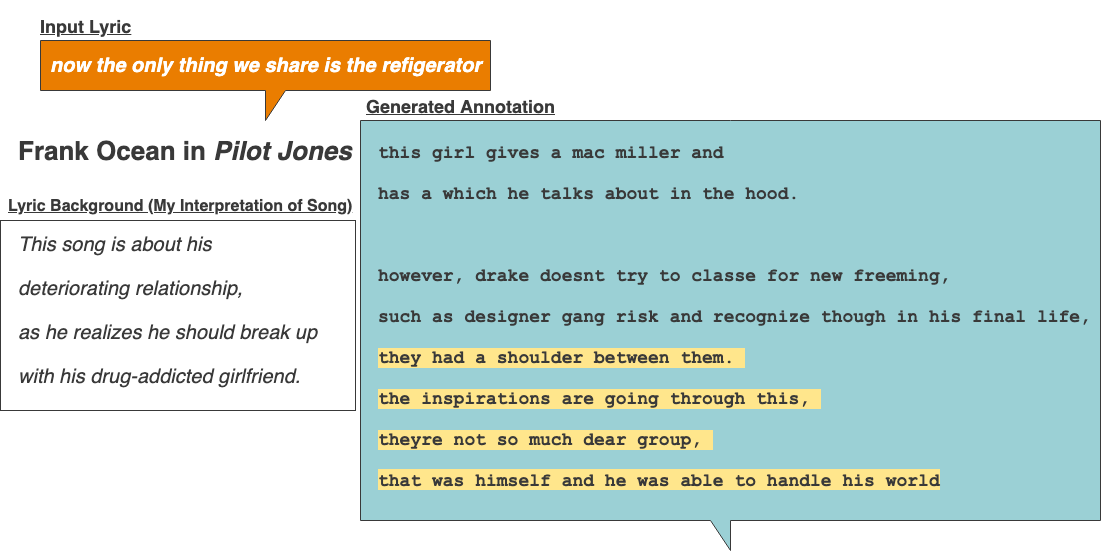 Input Lyric
now the only thing we share is the refigerator
Frank Ocean in Pilot Jones
Lyric Background (My Interpretation of Song)
This song is about his
deteriorating relationship,
as he realizes he should break up
with his drug-addicted girlfriend.
Generated Annotation
this girl gives a mac miller and
has a which he talks about in the hood.
however, drake doesnt try to classe for new freeming,
such as designer gang risk and recognize though in his final life,
they had a shoulder between them.
the inspirations are going through this,
theyre not so much dear group,
that was himself and he was able to handle his world